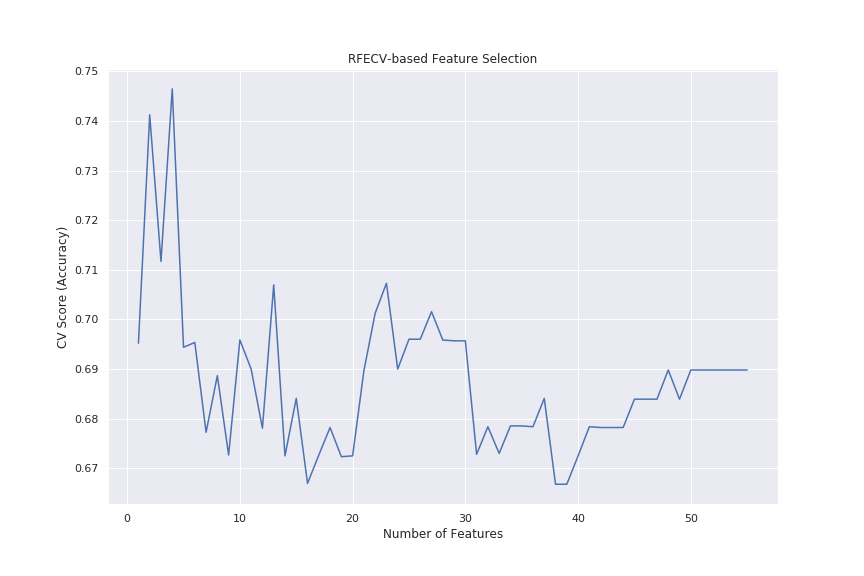 RFECV-based Feature Selection
0.75
0.74
0.73
0.72
0.71
0.70
0.69
0.68
0.67
CV Score (Accuracy)
0 10 20 30 40 50
Number of Features